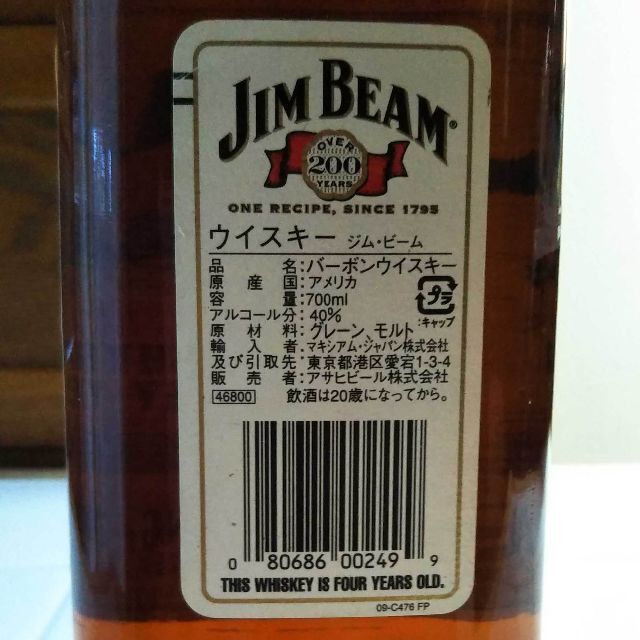 JIM BEAM®
OVER
200
YEARS
ONE RECIPE, SINCE 1795
ウイスキー ジム・ビーム
品名:バーボンウイスキー
原産国:アメリカ
容量:700ml
プラ
アルコール分:40%
:キャップ
原材料:グレーン、モルト
輸入者:マキシアム・ジャパン株式会社
及び引取先:東京都港区愛宕1-3-4
販売者:アサヒビール株式会社
46800 飲酒は20歳になってから。
0 80686 00249 9
THIS WHISKEY IS FOUR YEARS OLD.
09-C476 FP